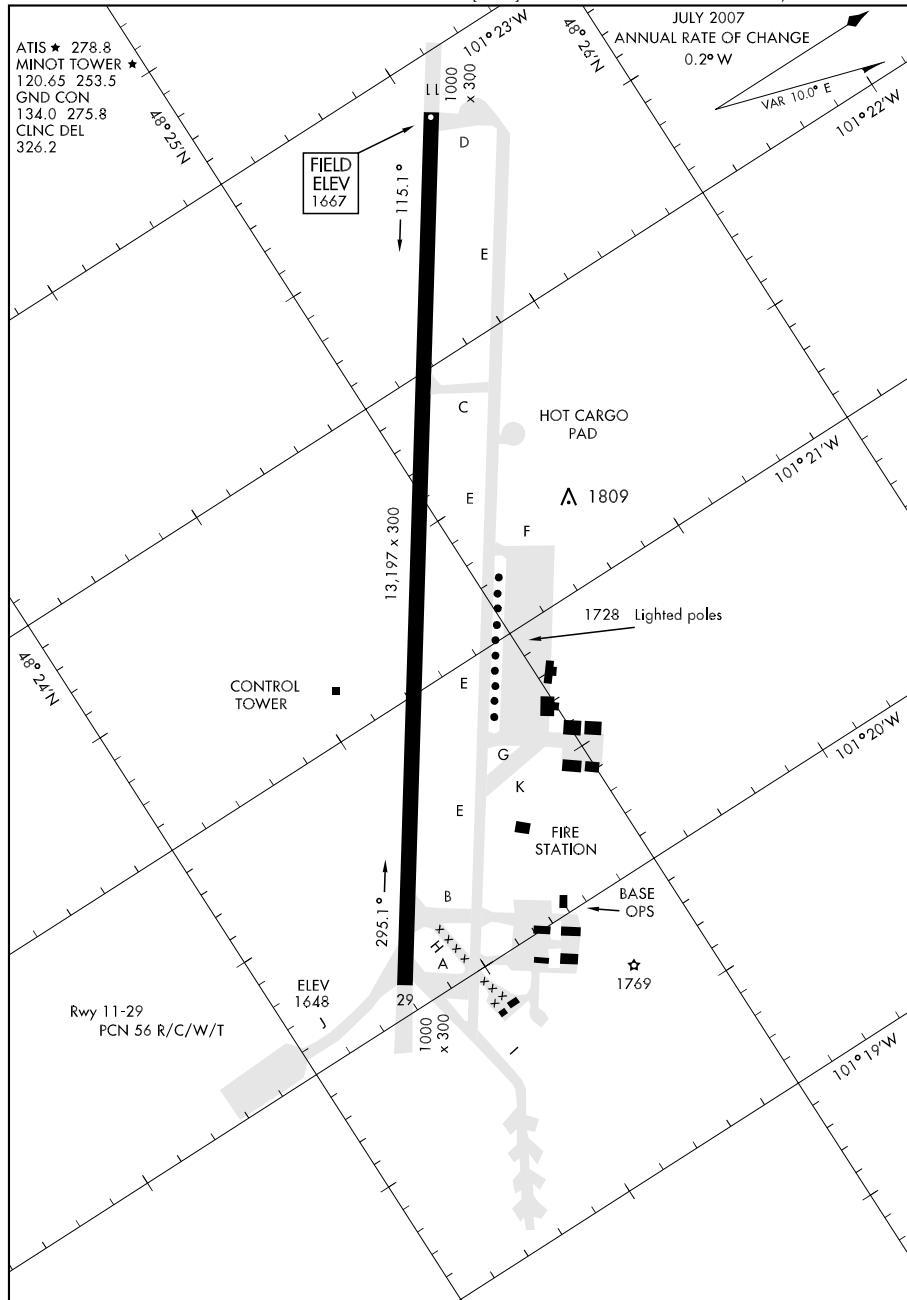 ATIS ★ 278.8
MINOT TOWER ★
120.65 253.5
GND CON
134.0 275.8
CLNC DEL
326.2
JULY 2007
ANNUAL RATE OF CHANGE
0.2° W
VAR 10.0° E
101° 23'W
48° 26'N
101° 22'W
48° 25'N
11
1000
x 300
D
FIELD
ELEV
1667
115.1°
E
C
HOT CARGO
PAD
101° 21'W
E
1809
F
13,197 x 300
1728 Lighted poles
48° 24'N
CONTROL
TOWER
E
101° 20'W
G
K
E
FIRE
STATION
B
BASE
OPS
295.1°
H
A
1769
ELEV
1648
29
J
Rwy 11-29
PCN 56 R/C/W/T
1000
x 300
I
101° 19'W